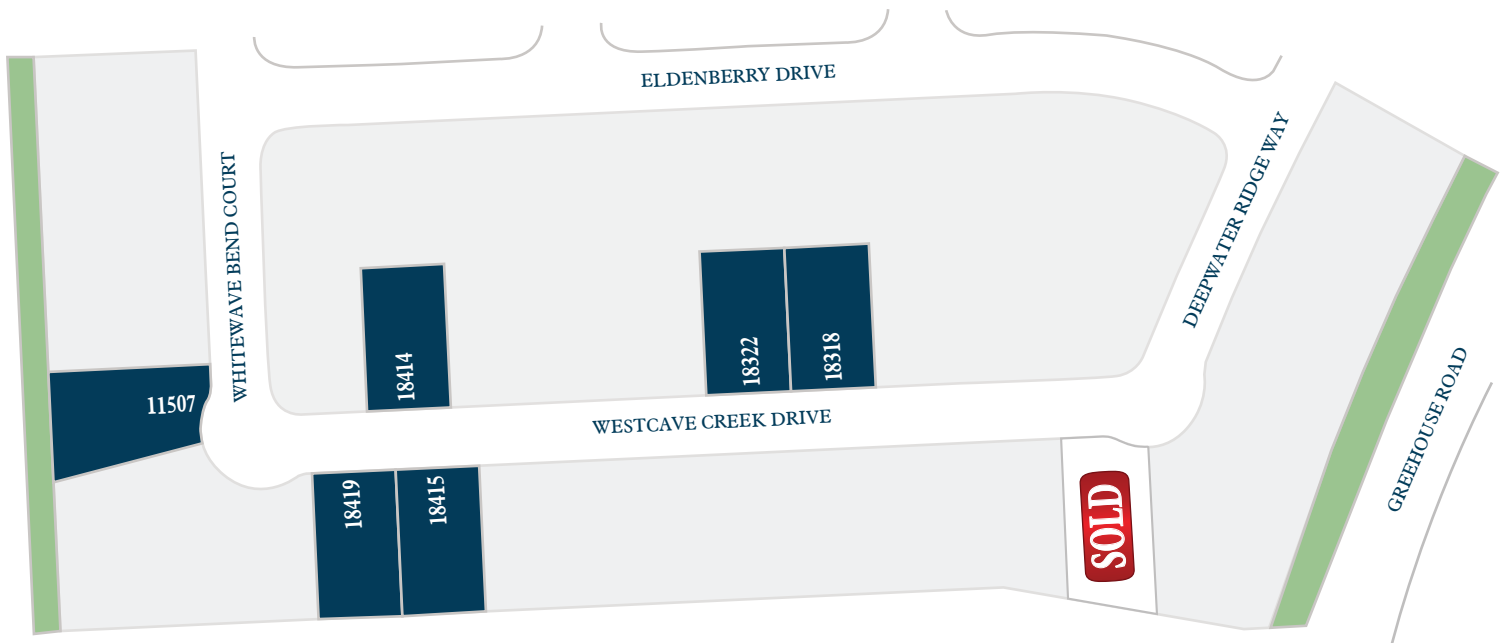 ELDENBERRY DRIVE
WHITEWAVE BEND COURT
DEEPWATER RIDGE WAY
18414
18322
18318
11507
WESTCAVE CREEK DRIVE
GREEHOUSE ROAD
18419
18415
SOLD